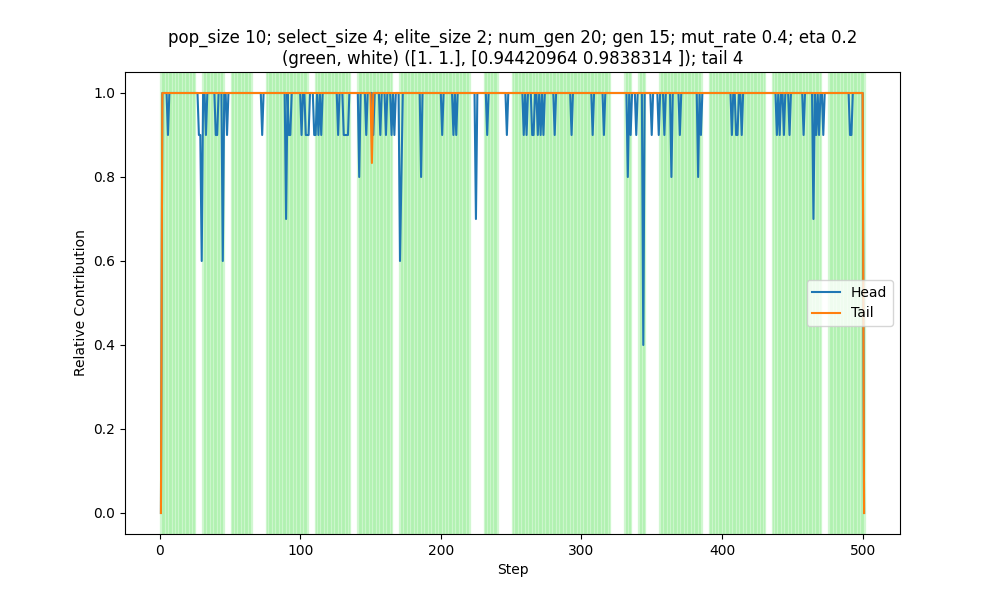 pop_size 10; select_size 4; elite_size 2; num_gen 20; gen 15; mut_rate 0.4; eta 0.2
(green, white) ([1. 1.], [0.94420964 0.9838314 ]); tail 4
1.0
0.8
0.6
0.4
0.2
0.0
Relative Contribution
Head
Tail
0
100
200
300
400
500
Step